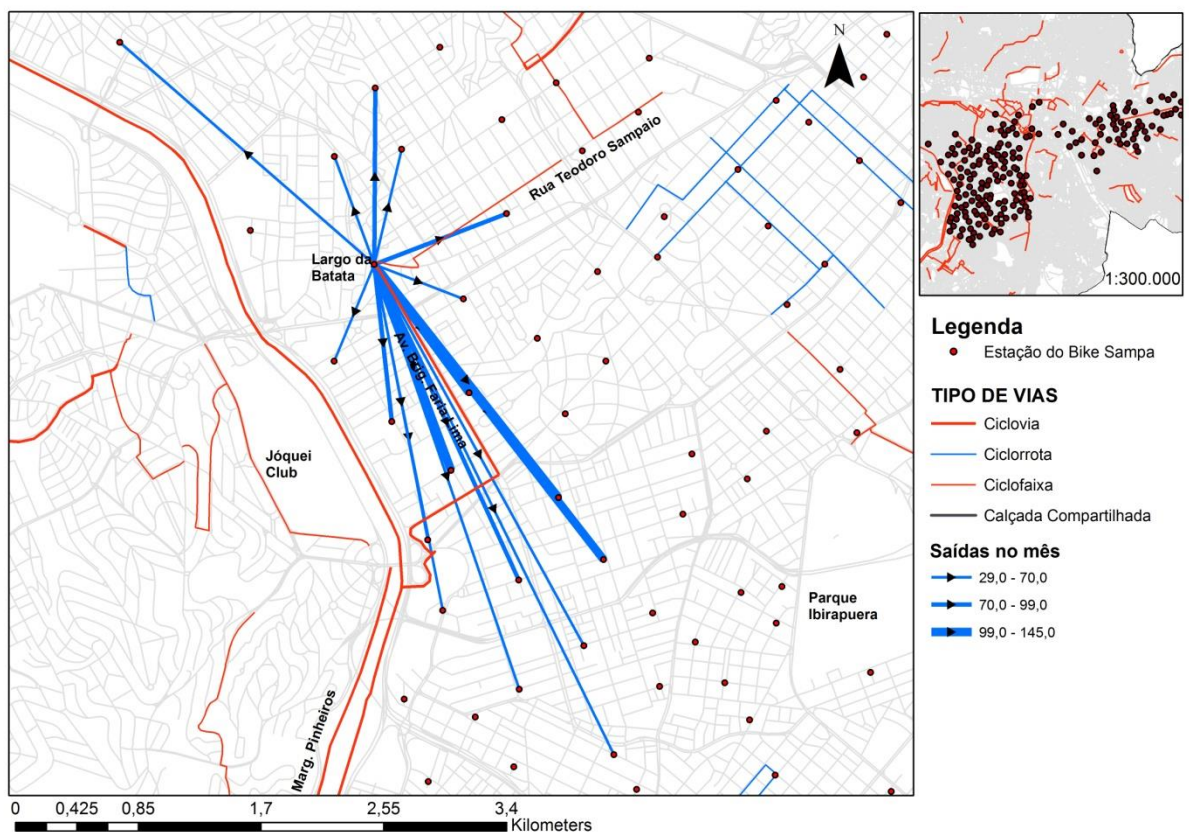 N
Rua Teodoro Sampaio
Largo da
Batata
Av. Brig. Faria Lima
Jóquei
Club
Parque
Ibirapuera
Marg. Pinheiros
0 0,425 0,85 1,7 2,55 3,4
Kilometers
1:300.000
Legenda
Estação do Bike Sampa
TIPO DE VIAS
Ciclovia
Ciclorrota
Ciclofaixa
Calçada Compartilhada
Saídas no mês
29,0 - 70,0
70,0 - 99,0
99,0 - 145,0